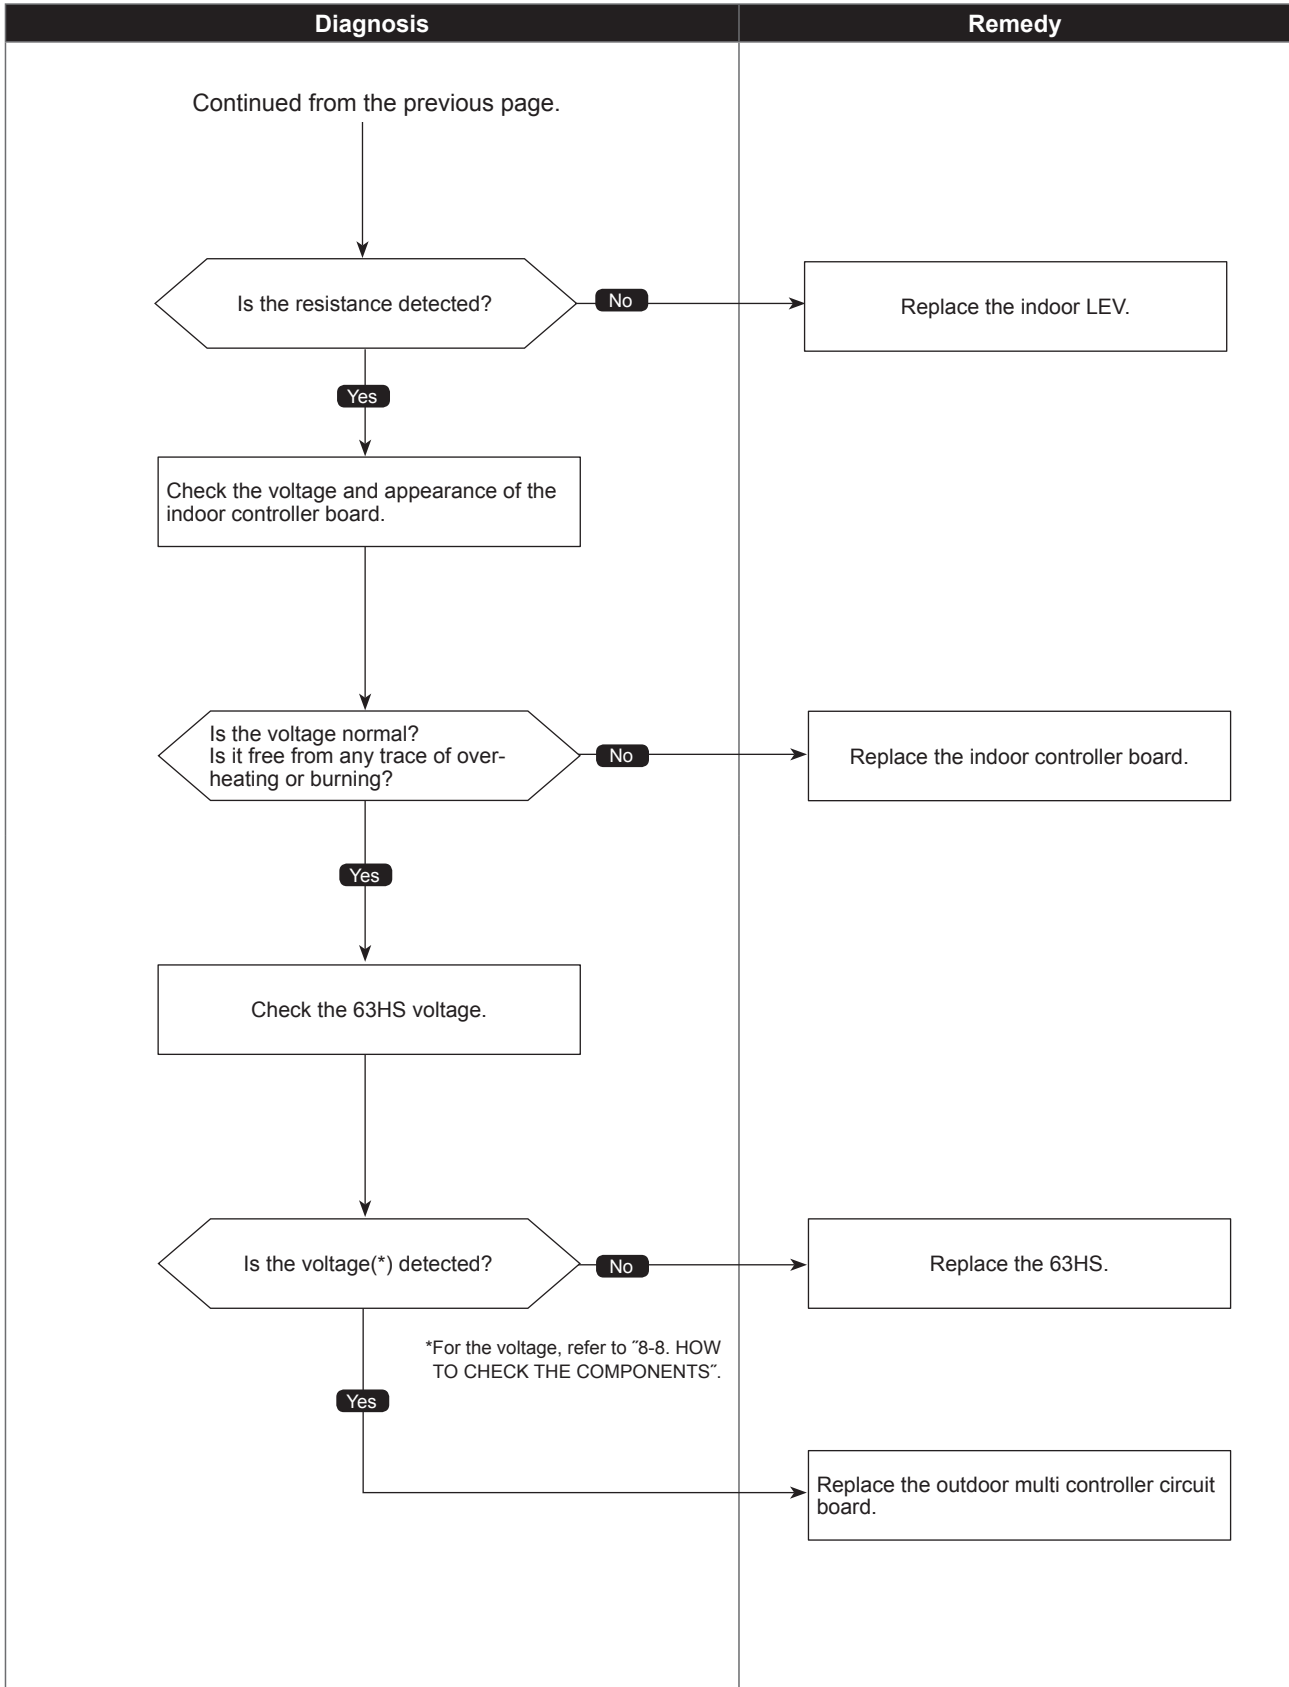 Diagnosis
Remedy
Continued from the previous page.
Is the resistance detected?
No
Replace the indoor LEV.
Yes
Check the voltage and appearance of the
indoor controller board.
Is the voltage normal?
Is it free from any trace of over-
heating or burning?
No
Replace the indoor controller board.
Yes
Check the 63HS voltage.
Is the voltage(*) detected?
No
Replace the 63HS.
*For the voltage, refer to ˝8-8. HOW
TO CHECK THE COMPONENTS˝.
Yes
Replace the outdoor multi controller circuit
board.